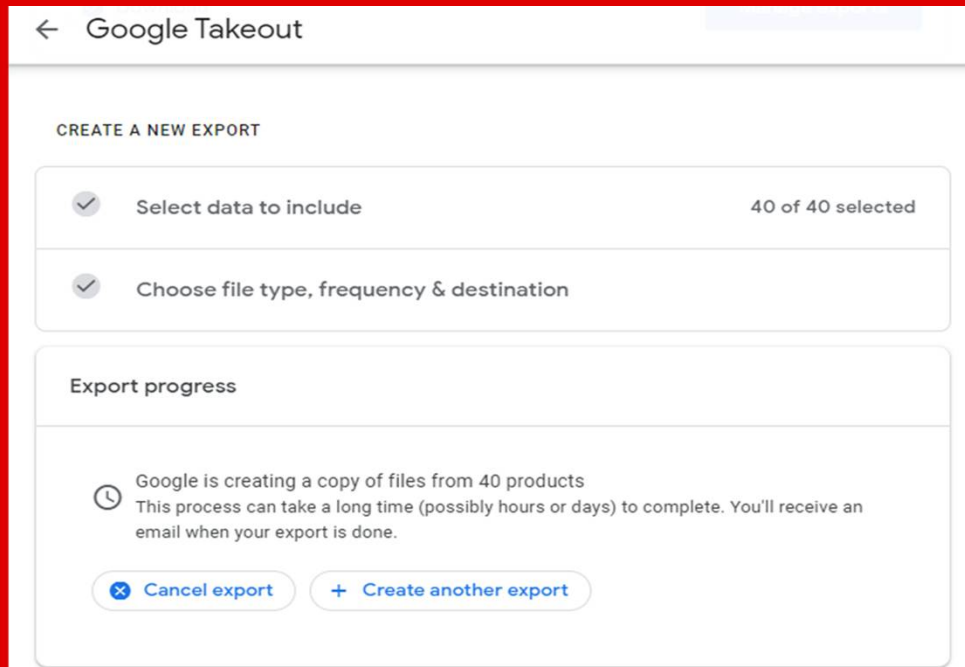 Google Takeout
CREATE A NEW EXPORT
Select data to include 40 of 40 selected
Choose file type, frequency & destination
Export progress
Google is creating a copy of files from 40 products
This process can take a long time (possibly hours or days) to complete. You'll receive an
email when your export is done.
Cancel export + Create another export